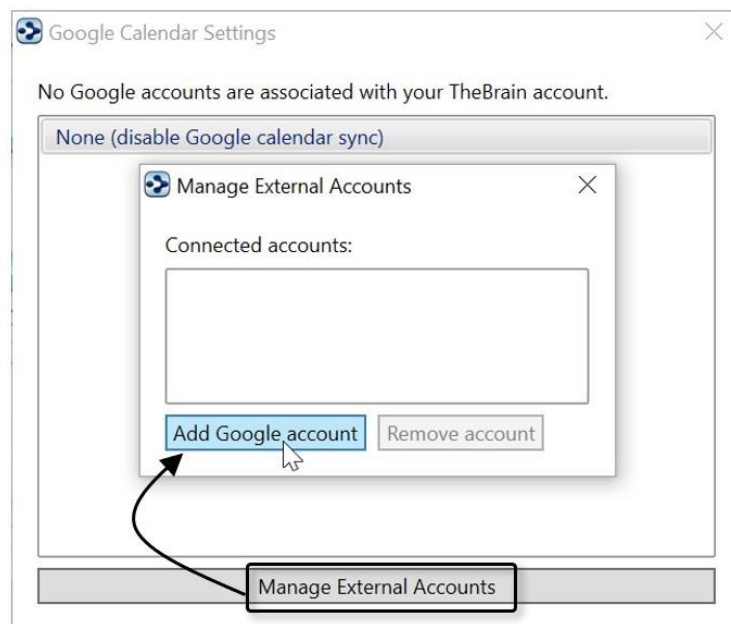 Google Calendar Settings
No Google accounts are associated with your TheBrain account.
None (disable Google calendar sync)
Manage External Accounts
Connected accounts:
Add Google account
Remove account
Manage External Accounts